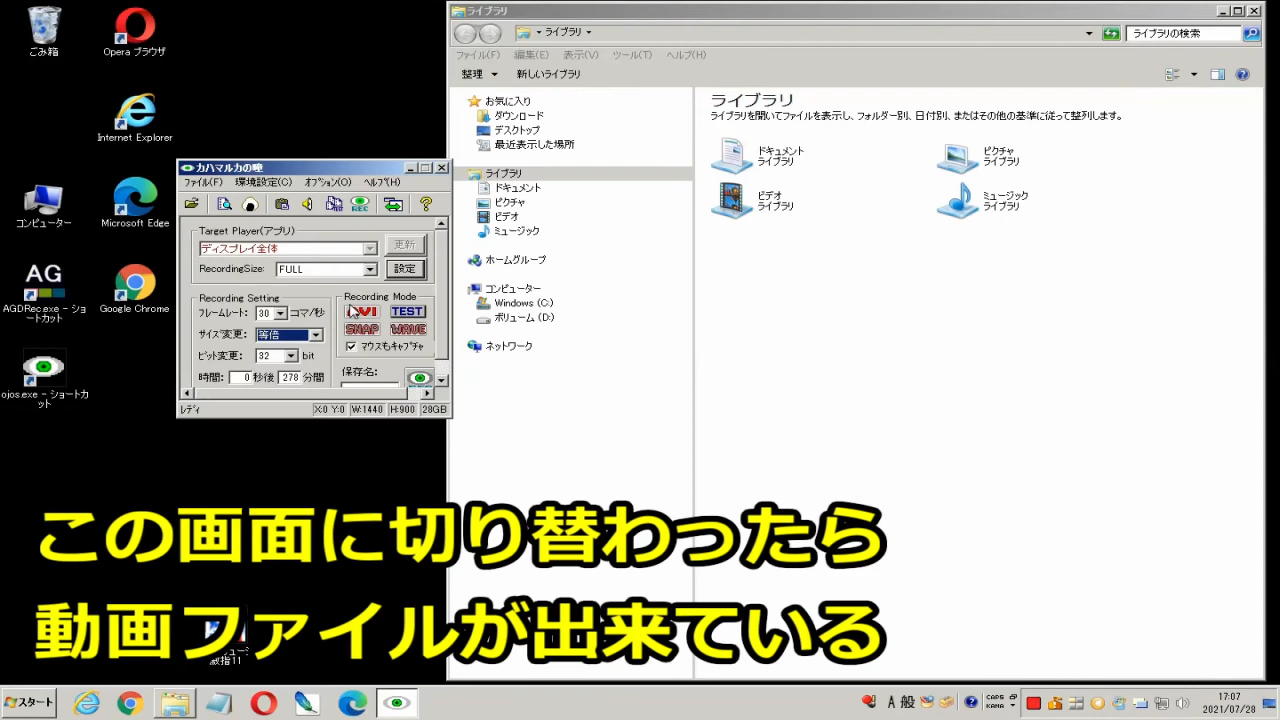 ごみ箱
Opera ブラウザ
Internet Explorer
コンピューター
Microsoft Edge
AG
AGDRec.exe - ショートカット
Google Chrome
ojos.exe - ショートカット
カハマルカの瞳
ファイル(F) 環境設定(C) オプション(O) ヘルプ(H)
REC
Target Player(アプリ)
ディスプレイ全体 更新
RecordingSize: FULL 設定
Recording Setting
フレームレート: 30 コマ/秒
サイズ変更: 等倍
ビット変更: 32 bit
時間: 0 秒後 278 分間
Recording Mode
AVI TEST
SNAP WAVE
マウスもキャプチャ
保存名:
レディ X:0 Y:0 W:1440 H:900 28GB
ライブラリ
ライブラリ
ライブラリの検索
ファイル(F) 編集(E) 表示(V) ツール(T) ヘルプ(H)
整理 新しいライブラリ
お気に入り
ダウンロード
デスクトップ
最近表示した場所
ライブラリ
ドキュメント
ピクチャ
ビデオ
ミュージック
ホームグループ
コンピューター
Windows (C:)
ボリューム (D:)
ネットワーク
ライブラリ
ライブラリを開いてファイルを表示し、フォルダー別、日付別、またはその他の基準に従って整列します。
ドキュメント
ライブラリ
ピクチャ
ライブラリ
ビデオ
ライブラリ
ミュージック
ライブラリ
この画面に切り替わったら
動画ファイルが出来ている
スタート
A 般
CAPS
KANA
17:07
2021/07/28